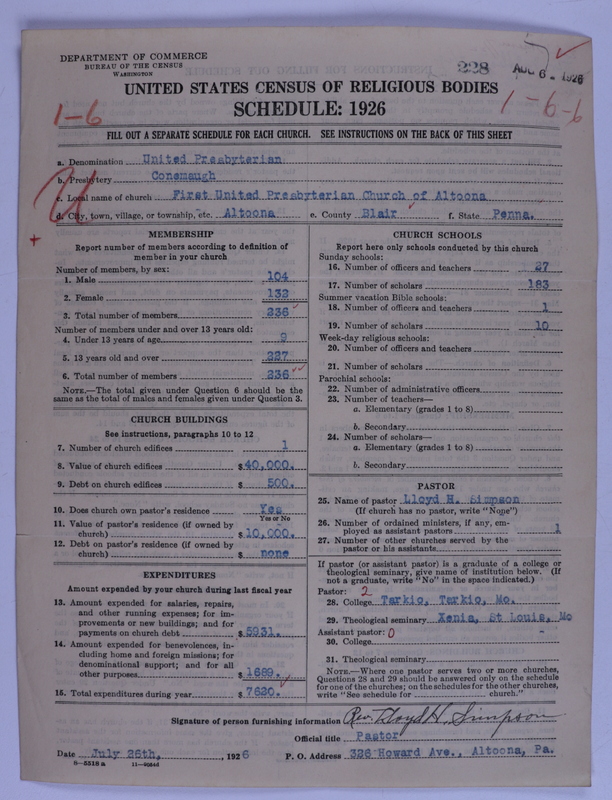 DEPARTMENT OF COMMERCE
BUREAU OF THE CENSUS
WASHINGTON
228 AUG 6 - 1926
UNITED STATES CENSUS OF RELIGIOUS BODIES
SCHEDULE: 1926
1-6
1-6-6
FILL OUT A SEPARATE SCHEDULE FOR EACH CHURCH. SEE INSTRUCTIONS ON THE BACK OF THIS SHEET
a. Denomination United Presbyterian
b. Presbytery Conemaugh
c. Local name of church First United Presbyterian Church of Altoona
d. City, town, village, or township, etc. Altoona e. County Blair f. State Penna.
MEMBERSHIP
Report number of members according to definition of
member in your church
Number of members, by sex:
1. Male 104
2. Female 132
3. Total number of members 236
Number of members under and over 13 years old:
4. Under 13 years of age 9
5. 13 years old and over 227
6. Total number of members 236
NOTE.—The total given under Question 6 should be the
same as the total of males and females given under Question 3.
CHURCH BUILDINGS
See instructions, paragraphs 10 to 12
7. Number of church edifices 1
8. Value of church edifices $40,000.
9. Debt on church edifices $ 500.
10. Does church own pastor's residence Yes
Yes or No
11. Value of pastor's residence (if owned by
church) $10,000.
12. Debt on pastor's residence (if owned by
church) $ none
EXPENDITURES
Amount expended by your church during last fiscal year
13. Amount expended for salaries, repairs,
and other running expenses; for im-
provements or new buildings; and for
payments on church debt $5931.
14. Amount expended for benevolences, in-
cluding home and foreign missions; for
denominational support; and for all
other purposes $1689.
15. Total expenditures during year $7620.
CHURCH SCHOOLS
Report here only schools conducted by this church
Sunday schools:
16. Number of officers and teachers 27
17. Number of scholars 183
Summer vacation Bible schools:
18. Number of officers and teachers 1
19. Number of scholars 10
Week-day religious schools:
20. Number of officers and teachers
21. Number of scholars
Parochial schools:
22. Number of administrative officers
23. Number of teachers—
a. Elementary (grades 1 to 8)
b. Secondary
24. Number of scholars—
a. Elementary (grades 1 to 8)
b. Secondary
PASTOR
25. Name of pastor Lloyd H. Simpson
(If church has no pastor, write "None")
26. Number of ordained ministers, if any, em-
ployed as assistant pastors 1
27. Number of other churches served by the
pastor or his assistants
If pastor (or assistant pastor) is a graduate of a college or
theological seminary, give name of institution below. (If
not a graduate, write "No" in the space indicated.)
Pastor: 2
28. College Tarkio, Tarkio, Mo.
29. Theological seminary Xenia, St Louis, Mo
Assistant pastor: 0
30. College -
31. Theological seminary
NOTE.—Where one pastor serves two or more churches,
Questions 28 and 29 should be answered only on the schedule
for one of the churches; on the schedules for the other churches,
write "See schedule for church."
Signature of person furnishing information Rev. Lloyd H. Simpson
Official title Pastor
Date July 26th, 1926 P. O. Address 326 Howard Ave., Altoona, Pa.